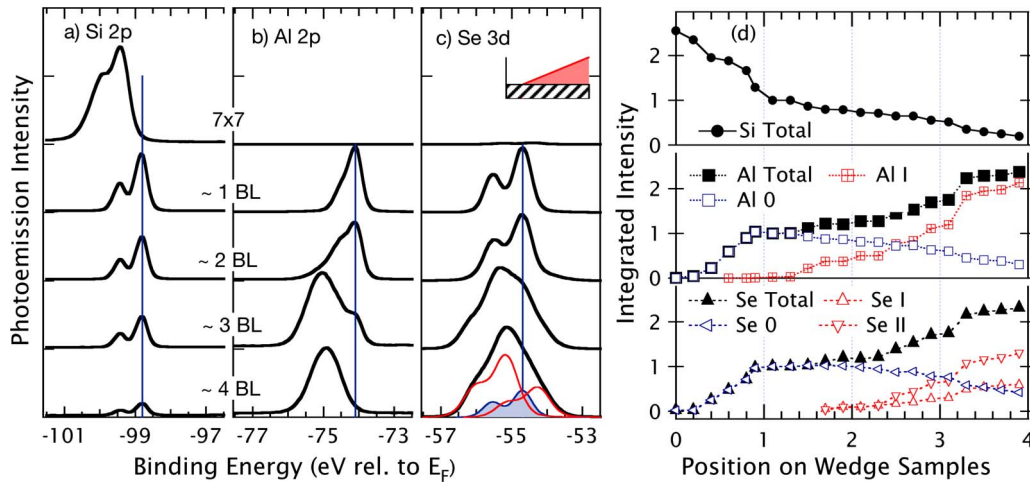 a) Si 2p
b) Al 2p
c) Se 3d
(d)
7x7
~ 1 BL
~ 2 BL
~ 3 BL
~ 4 BL
Photoemission Intensity
-101 -99 -97
-77 -75 -73
-57 -55 -53
Binding Energy (eV rel. to E_F)
Integrated Intensity
2
1
0
Si Total
2
1
0
Al Total
Al I
Al 0
2
1
0
Se Total
Se I
Se 0
Se II
0 1 2 3 4
Position on Wedge Samples